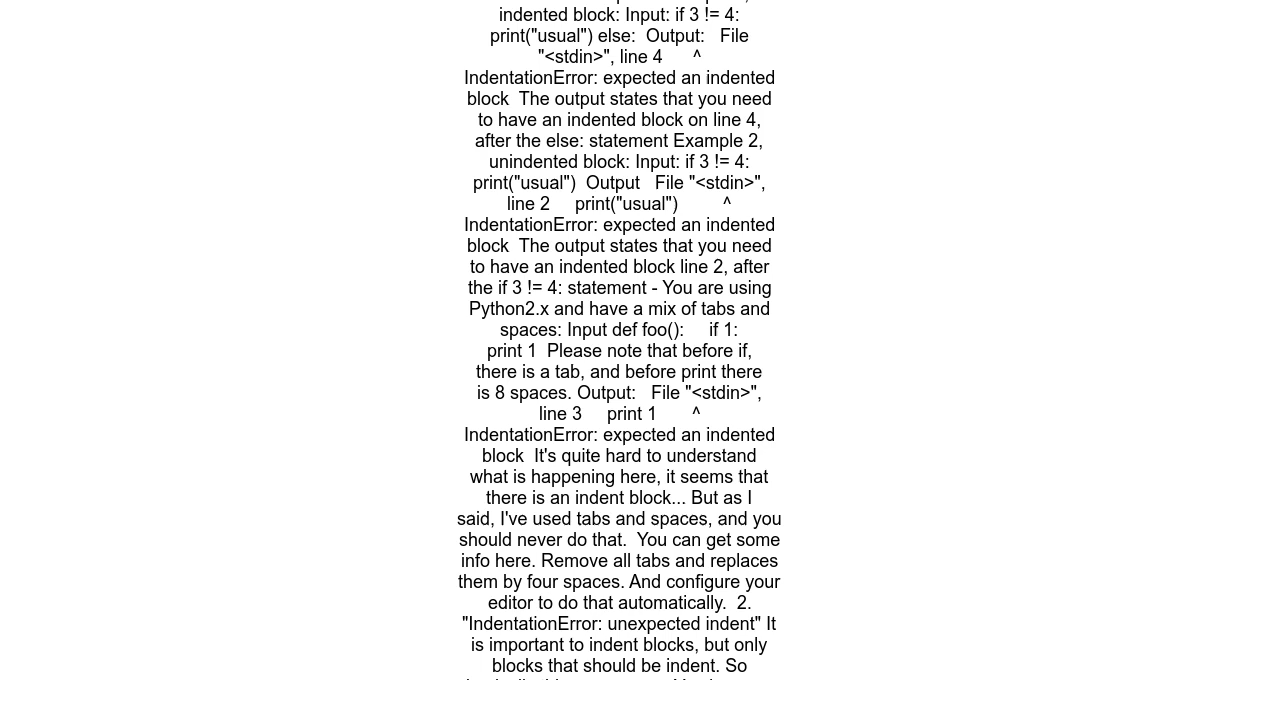 indented block: Input: if 3 != 4:
print("usual") else:  Output:   File
"<stdin>", line 4      ^
IndentationError: expected an indented
block  The output states that you need
to have an indented block on line 4,
after the else: statement Example 2,
unindented block: Input: if 3 != 4:
print("usual")  Output   File "<stdin>",
line 2     print("usual")         ^
IndentationError: expected an indented
block  The output states that you need
to have an indented block line 2, after
the if 3 != 4: statement - You are using
Python2.x and have a mix of tabs and
spaces: Input def foo():     if 1:
print 1  Please note that before if,
there is a tab, and before print there
is 8 spaces. Output:   File "<stdin>",
line 3     print 1       ^
IndentationError: expected an indented
block  It's quite hard to understand
what is happening here, it seems that
there is an indent block... But as I
said, I've used tabs and spaces, and you
should never do that.  You can get some
info here. Remove all tabs and replaces
them by four spaces. And configure your
editor to do that automatically.  2.
"IndentationError: unexpected indent" It
is important to indent blocks, but only
blocks that should be indent. So